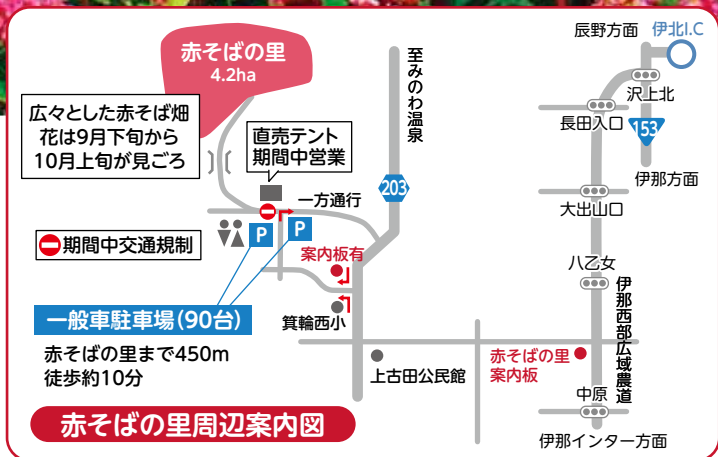 赤そばの里
4.2ha
広々とした赤そば畑
花は9月下旬から
10月上旬が見ごろ
直売テント
期間中営業
至みのわ温泉
辰野方面
伊北I.C
沢上北
長田入口
153
伊那方面
203
一方通行
大出山口
P
P
期間中交通規制
案内板有
八乙女
伊那西部広域農道
一般車駐車場(90台)
箕輪西小
赤そばの里まで450m
徒歩約10分
上古田公民館
赤そばの里
案内板
中原
赤そばの里周辺案内図
伊那インター方面